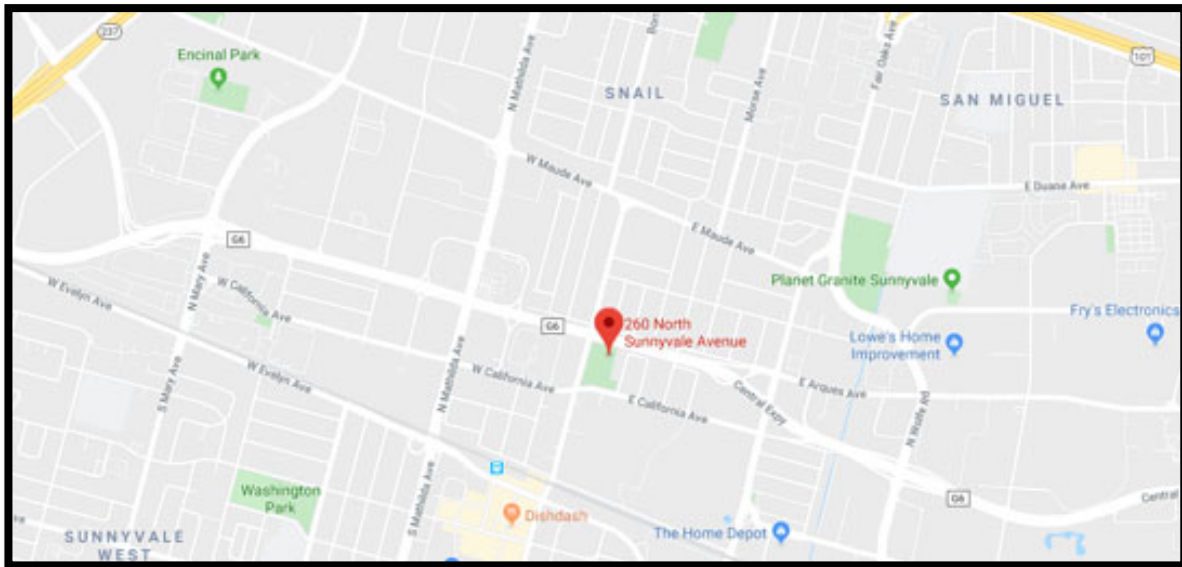 237
Encinal Park
N Mathilda Ave
SNAIL
Morse Ave
Fair Oaks Ave
101
SAN MIGUEL
W Maude Ave
E Duane Ave
E Maude Ave
G6
N Mary Ave
W Evelyn Ave
W California Ave
Planet Granite Sunnyvale
Fry's Electronics
G6
260 North
Sunnyvale Avenue
Lowe's Home
Improvement
N Mathilda Ave
W Evelyn Ave
W California Ave
S Mary Ave
E California Ave
Central Expy
E Arques Ave
N Wolfe Rd
S Mathilda Ave
Washington
Park
Dishdash
The Home Depot
G6
Central
SUNNYVALE
WEST